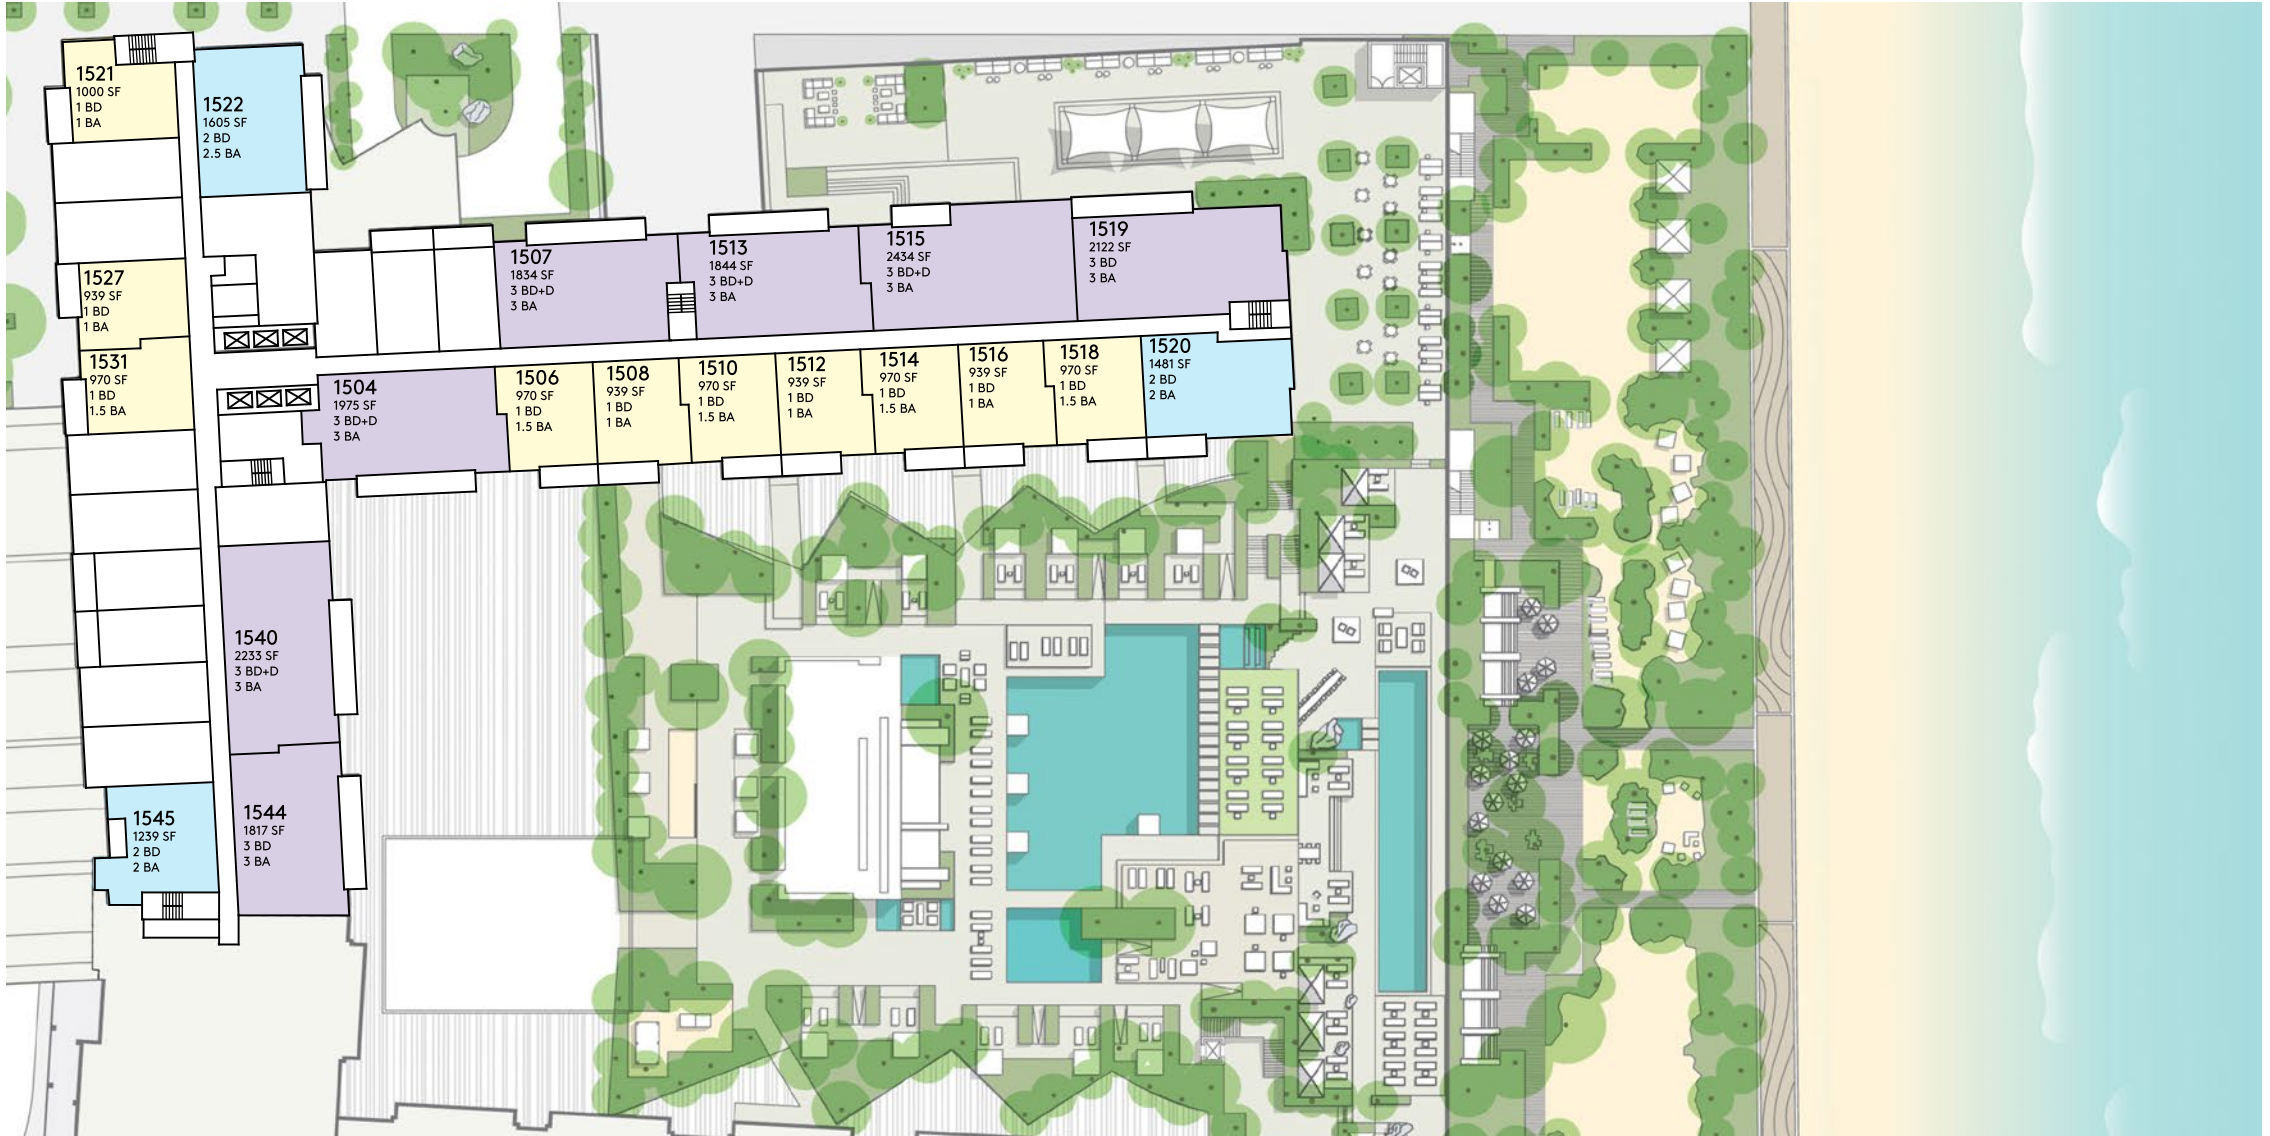 1521
1000 SF
1 BD
1 BA
1522
1605 SF
2 BD
2.5 BA
1527
939 SF
1 BD
1 BA
1531
970 SF
1 BD
1.5 BA
1507
1834 SF
3 BD+D
3 BA
1513
1844 SF
3 BD+D
3 BA
1515
2434 SF
3 BD+D
3 BA
1519
2122 SF
3 BD
3 BA
1504
1975 SF
3 BD+D
3 BA
1506
970 SF
1 BD
1.5 BA
1508
939 SF
1 BD
1 BA
1510
970 SF
1 BD
1.5 BA
1512
939 SF
1 BD
1 BA
1514
970 SF
1 BD
1.5 BA
1516
939 SF
1 BD
1 BA
1518
970 SF
1 BD
1.5 BA
1520
1481 SF
2 BD
2 BA
1540
2233 SF
3 BD+D
3 BA
1545
1239 SF
2 BD
2 BA
1544
1817 SF
3 BD
3 BA